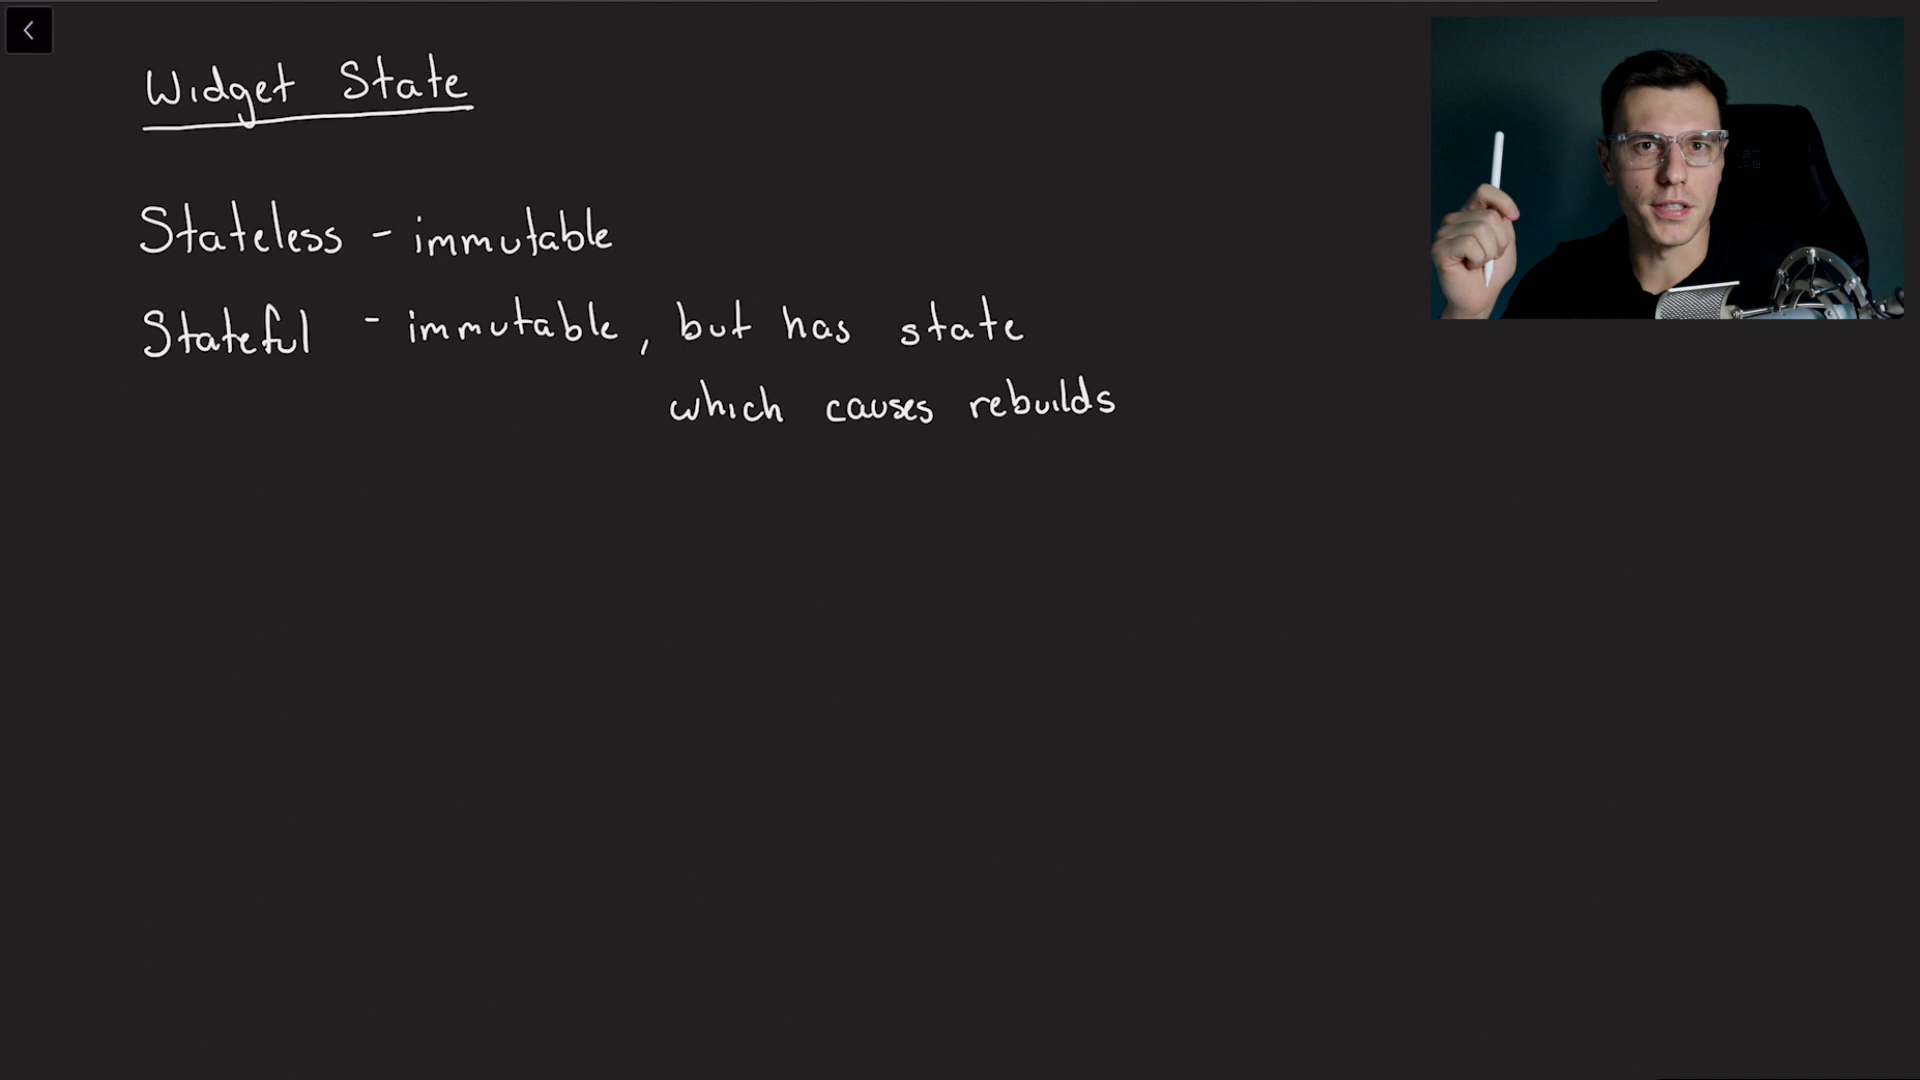 Widget State
Stateless - immutable
Stateful - immutable, but has state
which causes rebuilds